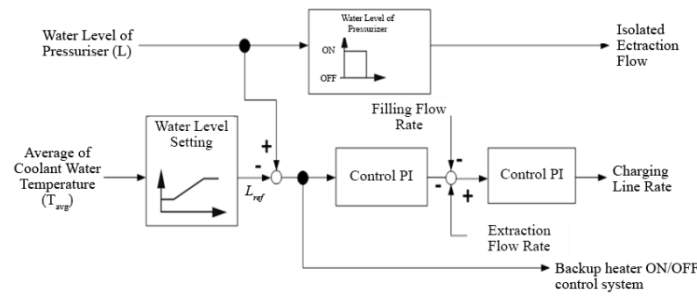 Water Level of
Pressuriser (L)
Water Level of
Pressurizer
ON
OFF
Isolated
Ectraction
Flow
Filling Flow
Rate
Average of
Coolant Water
Temperature
(Tavg)
Water Level
Setting
+
-
Lref
Control PI
-
-
+
Control PI
Charging
Line Rate
Extraction
Flow Rate
Backup heater ON/OFF
control system